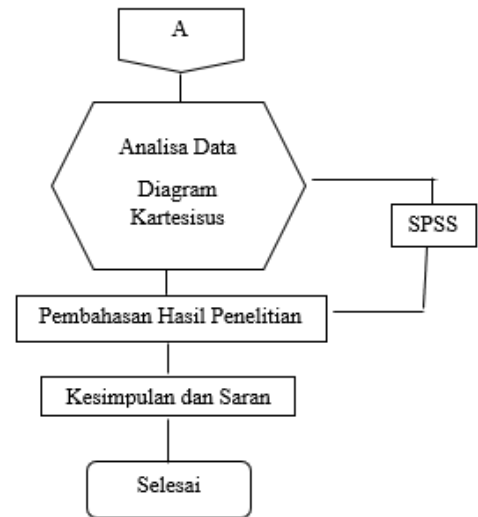 A
Analisa Data
Diagram
Kartesisus
SPSS
Pembahasan Hasil Penelitian
Kesimpulan dan Saran
Selesai